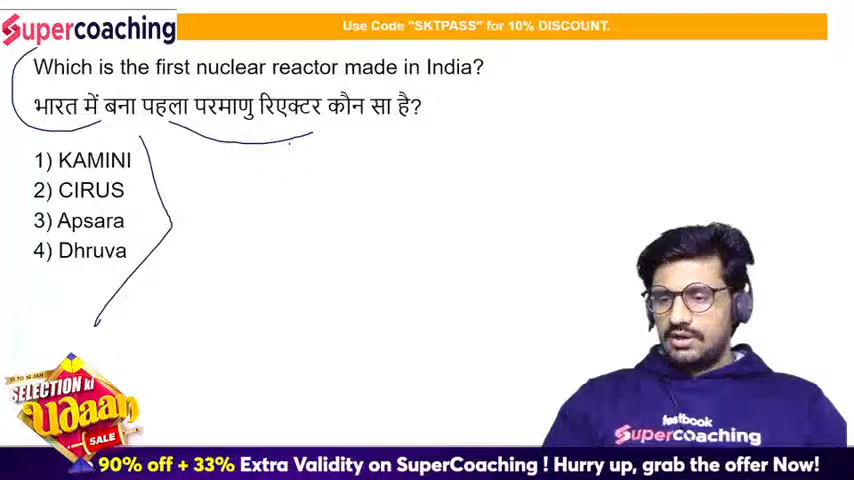 Supercoaching
Use Code "SKTPASS" for 10% DISCOUNT.
Which is the first nuclear reactor made in India?
भारत में बना पहला परमाणु रिएक्टर कौन सा है?
1) KAMINI
2) CIRUS
3) Apsara
4) Dhruva
SELECTION ki
Udaan
SALE
testbook
Supercoaching
90% off + 33% Extra Validity on SuperCoaching ! Hurry up, grab the offer Now!